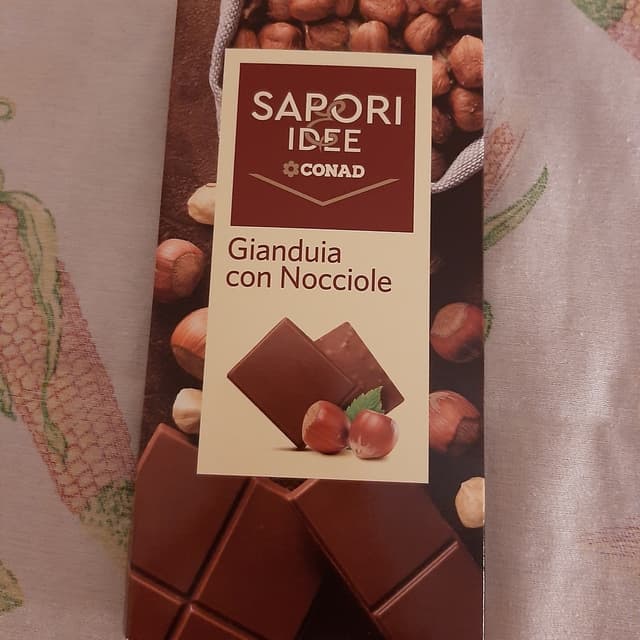 SAPORI
&
IDEE
CONAD
Gianduia
con Nocciole